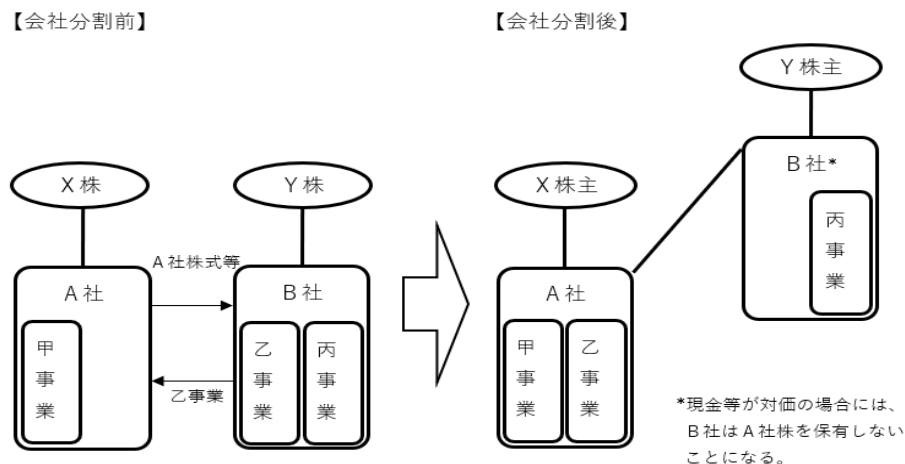 【会社分割前】
X株
Y株
A社株式等
A社
B社
甲事業
乙事業
丙事業
乙事業
【会社分割後】
Y株主
B社*
丙事業
X株主
A社
甲事業
乙事業
*現金等が対価の場合には、
B社はA社株を保有しない
ことになる。